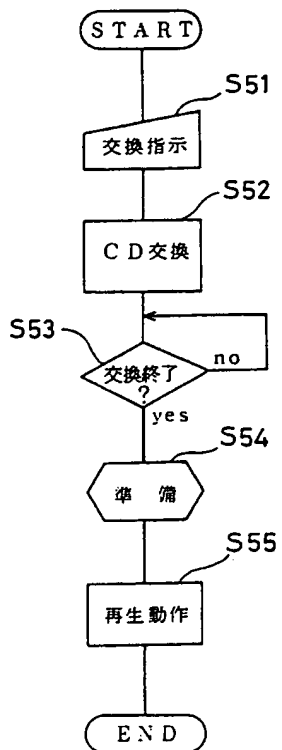 START
S51
交換指示
S52
CD交換
S53
交換終了
?
no
yes
S54
準備
S55
再生動作
END